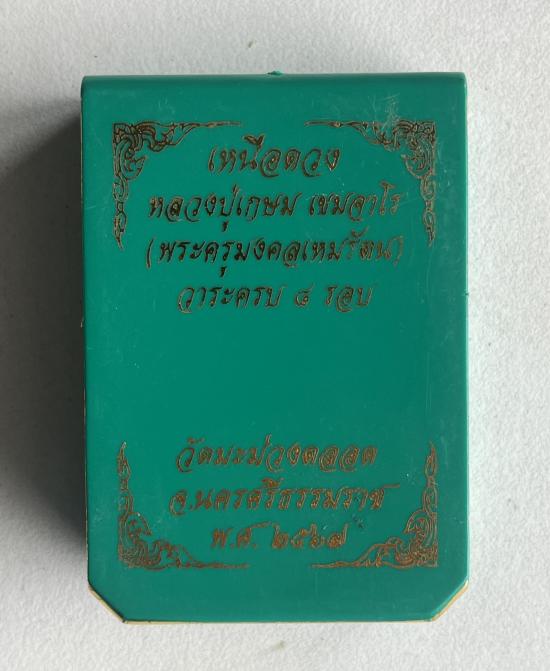 เหนือดวง
หลวงปู่เกษม เขมจาโร
(พระครูมงคลเหมรัตน)
วาระครบ ๔ รอบ
วัดมะม่วงตลอด
จ.นครศรีธรรมราช
พ.ศ. ๒๕๖๗